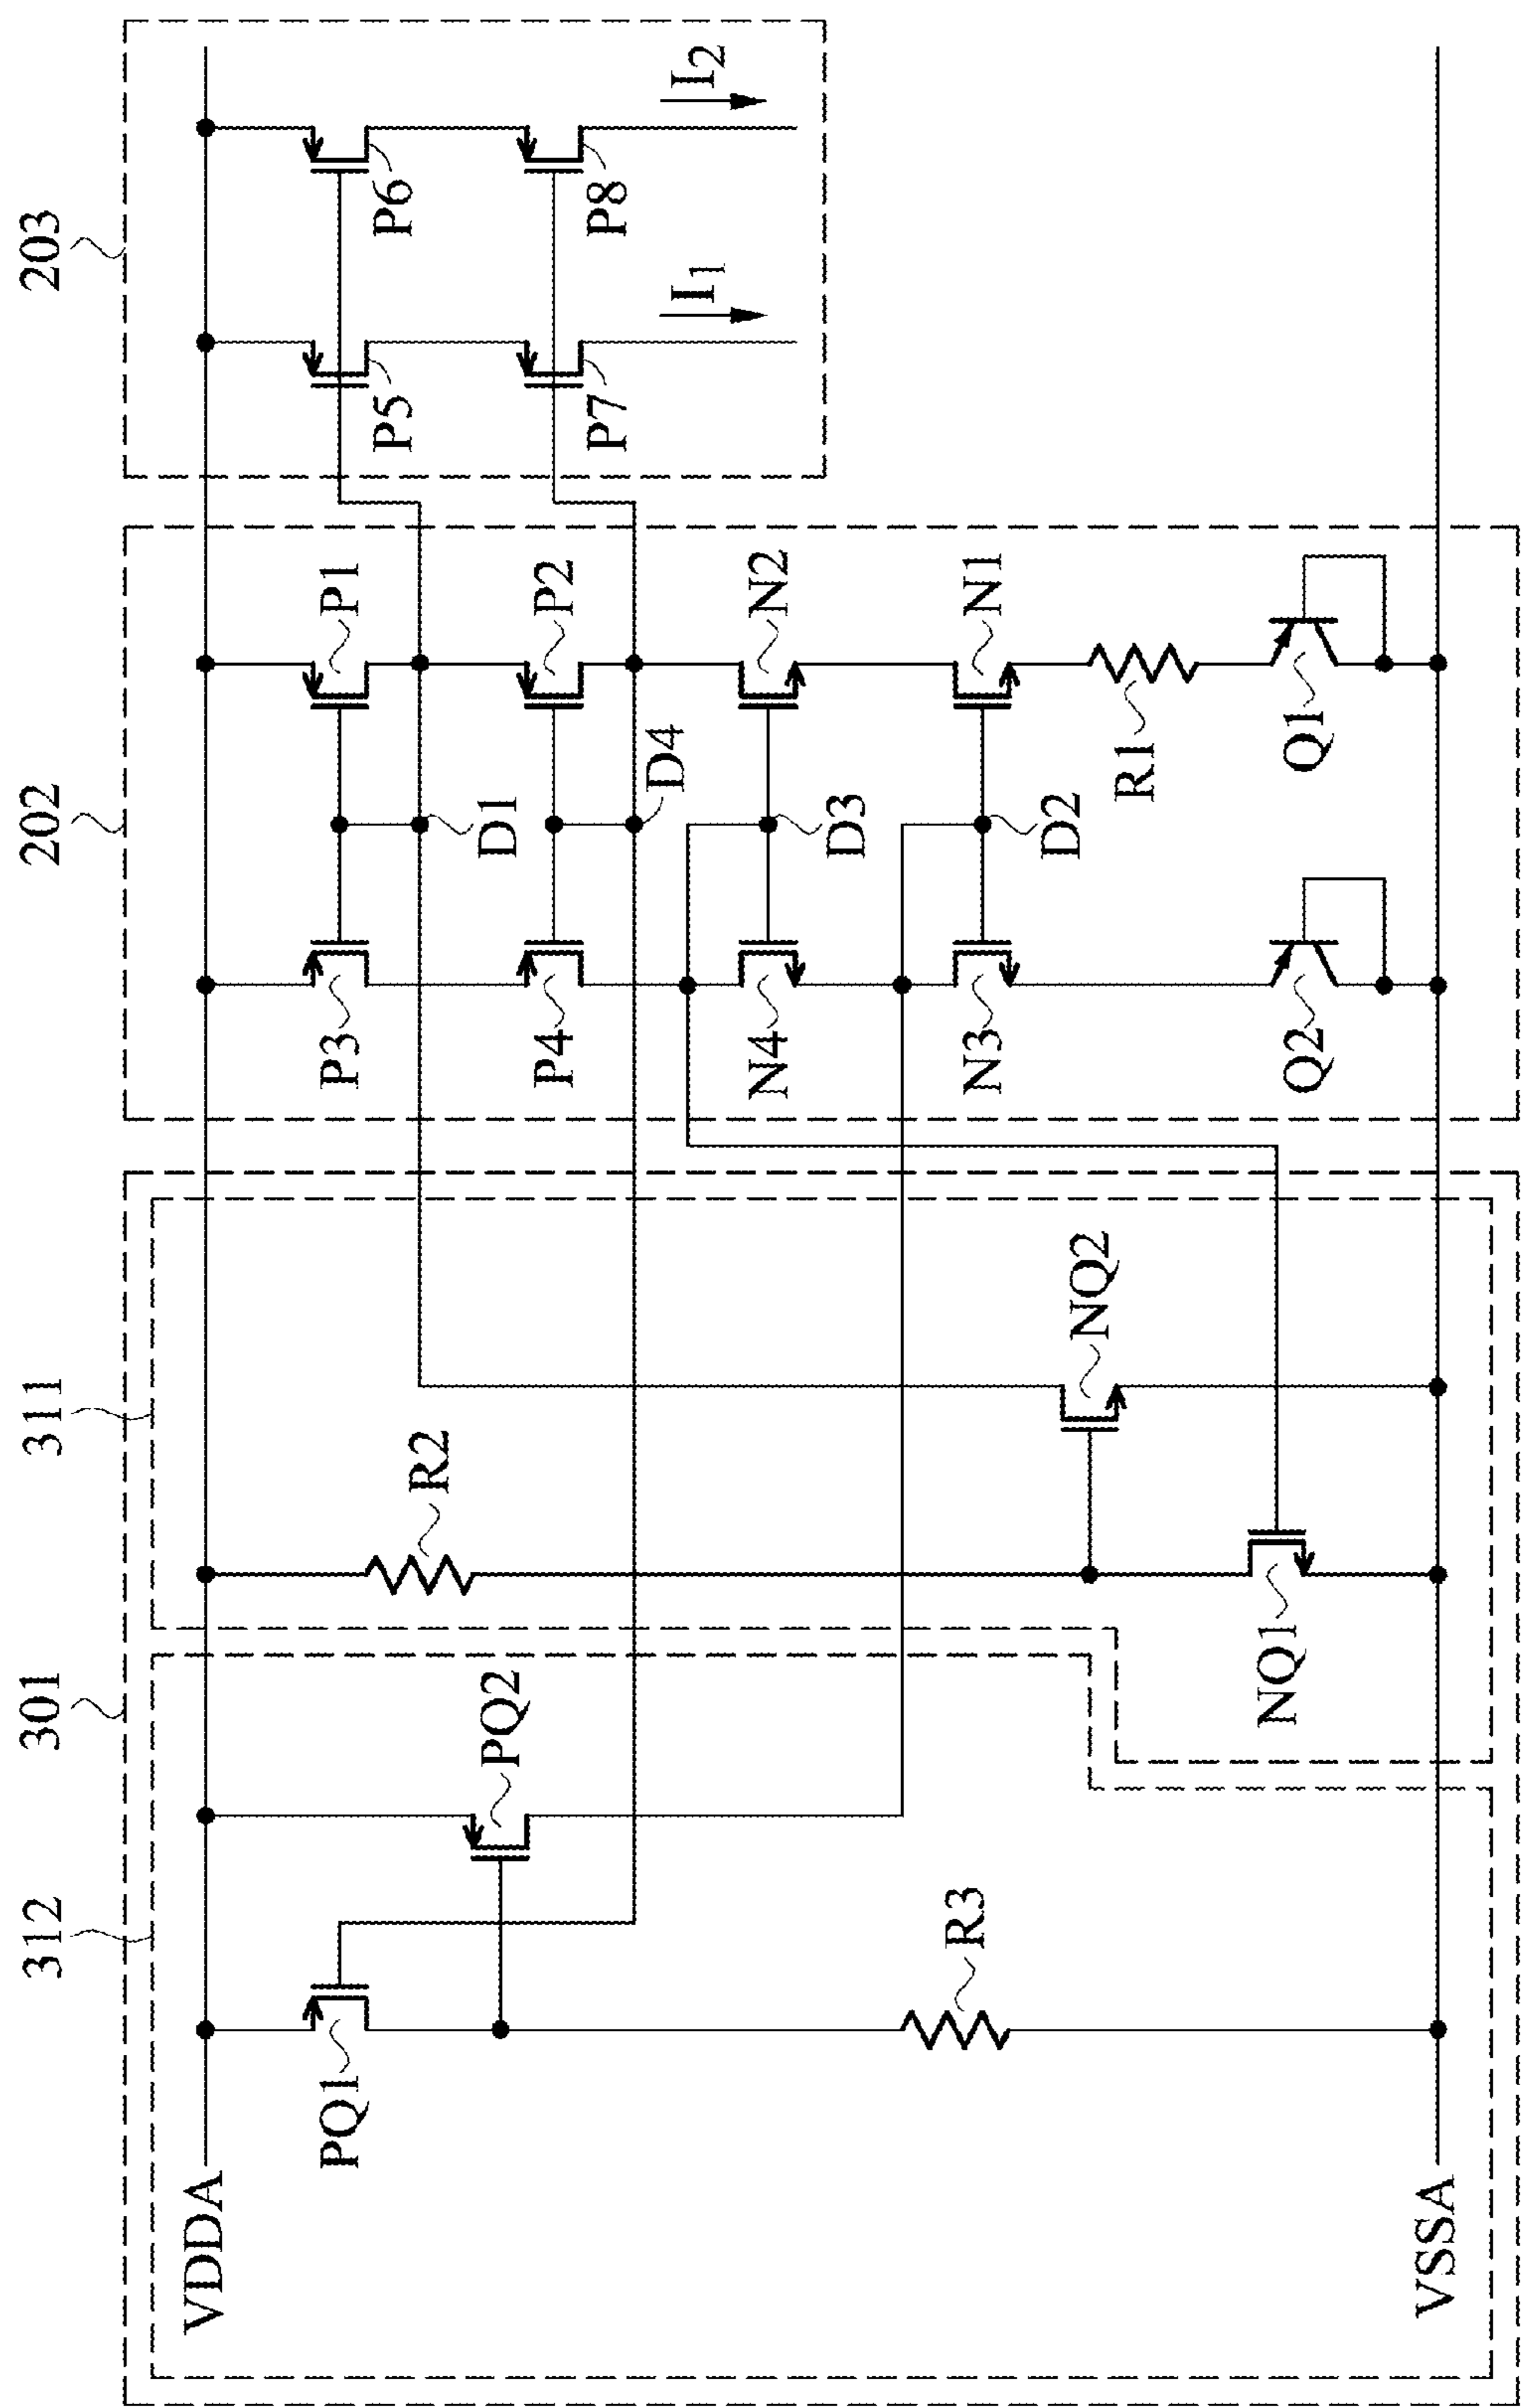 203
202
311
301
312
I2
I1
P6
P8
P5
P7
P1
P2
N2
N1
R1
Q1
D1
D4
D3
D2
P3
P4
N4
N3
Q2
NQ2
R2
NQ1
PQ2
R3
PQ1
VDDA
VSSA